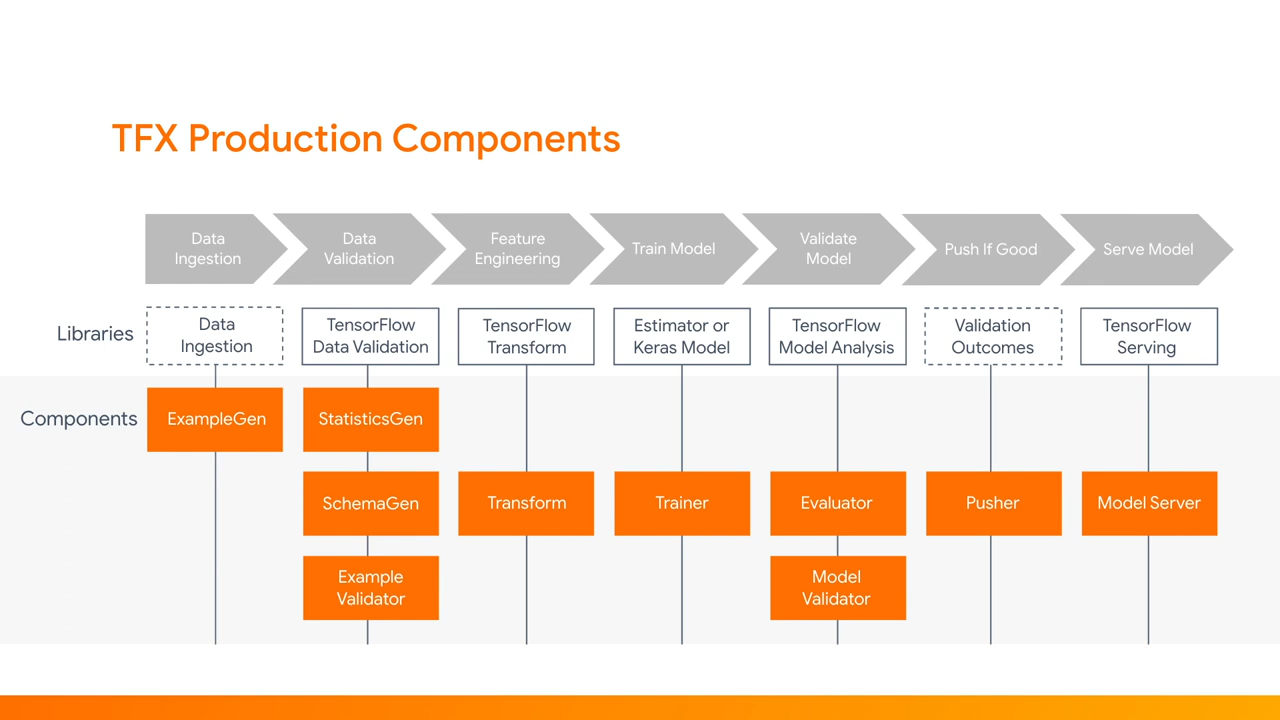 TFX Production Components
Data
Ingestion
Data
Validation
Feature
Engineering
Train Model
Validate
Model
Push If Good
Serve Model
Libraries
Data
Ingestion
TensorFlow
Data Validation
TensorFlow
Transform
Estimator or
Keras Model
TensorFlow
Model Analysis
Validation
Outcomes
TensorFlow
Serving
Components
ExampleGen
StatisticsGen
SchemaGen
Transform
Trainer
Evaluator
Pusher
Model Server
Example
Validator
Model
Validator